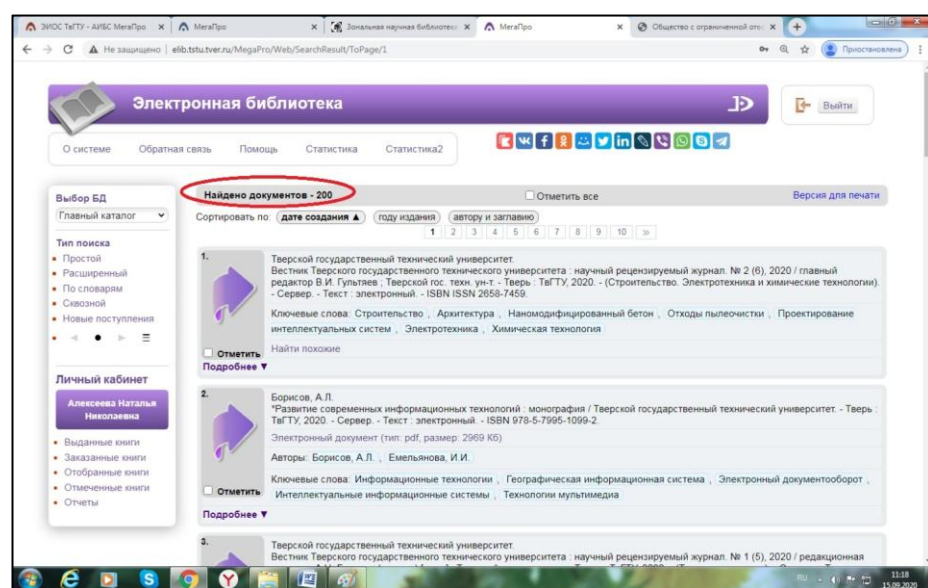 ЭИОС ТвГТУ - АИБС МегаПро
МегаПро
Зональная научная библиотек
МегаПро
Общество с ограниченной отв
Не защищено | elib.tstu.tver.ru/MegaPro/Web/SearchResult/ToPage/1
Приостановлена
Электронная библиотека
Выйти
О системе Обратная связь Помощь Статистика Статистика2
Выбор БД
Главный каталог
Тип поиска
Простой
Расширенный
По словарям
Сквозной
Новые поступления
Личный кабинет
Алексеева Наталья
Николаевна
Выданные книги
Заказанные книги
Отобранные книги
Отмеченные книги
Отчеты
Найдено документов - 200
Отметить все
Версия для печати
Сортировать по: дате создания ▲ году издания автору и заглавию
1 2 3 4 5 6 7 8 9 10 »
1.
Тверской государственный технический университет.
Вестник Тверского государственного технического университета : научный рецензируемый журнал. № 2 (6), 2020 / главный
редактор В.И. Гультяев ; Тверской гос. техн. ун-т. - Тверь : ТвГТУ, 2020. - (Строительство. Электротехника и химические технологии).
- Сервер. - Текст : электронный. - ISBN ISSN 2658-7459.
Ключевые слова: Строительство , Архитектура , Наномодифицированный бетон , Отходы пылеочистки , Проектирование
интеллектуальных систем , Электротехника , Химическая технология
Отметить
Найти похожие
Подробнее ▼
2.
Борисов, А.Л.
"Развитие современных информационных технологий : монография / Тверской государственный технический университет. - Тверь :
ТвГТУ, 2020. - Сервер. - Текст : электронный. - ISBN 978-5-7995-1099-2.
Электронный документ (тип: pdf, размер: 2969 Кб)
Авторы: Борисов, А.Л. , Емельянова, И.И.
Ключевые слова: Информационные технологии , Географическая информационная система , Электронный документооборот ,
Интеллектуальные информационные системы , Технологии мультимедиа
Отметить
Подробнее ▼
3.
Тверской государственный технический университет.
Вестник Тверского государственного технического университета : научный рецензируемый журнал. № 1 (5), 2020 / редакционная
RU
11:18
15.09.2020